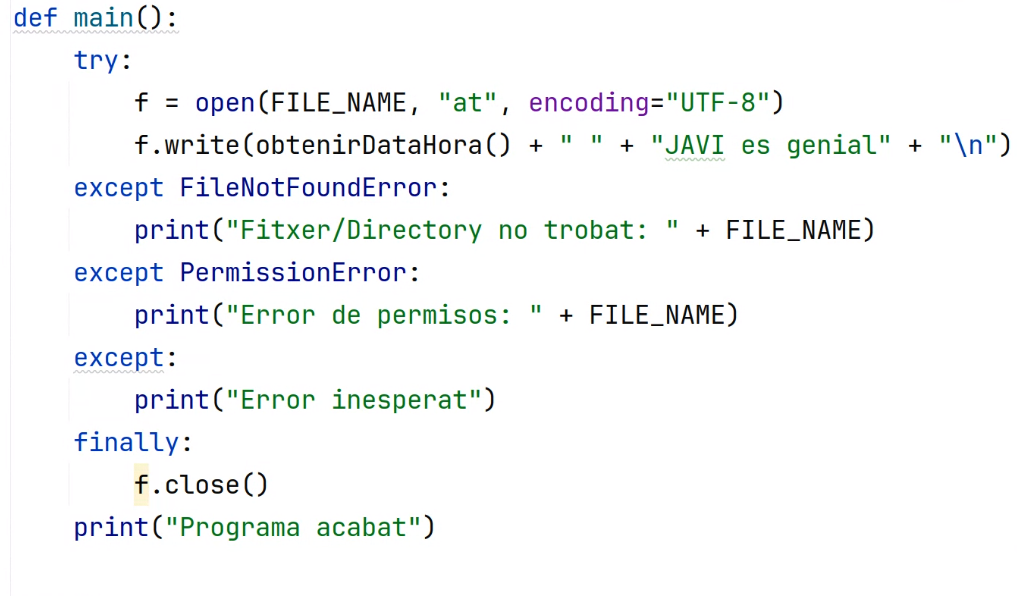 def main():
    try:
        f = open(FILE_NAME, "at", encoding="UTF-8")
        f.write(obtenirDataHora() + " " + "JAVI es genial" + "\n")
    except FileNotFoundError:
        print("Fitxer/Directory no trobat: " + FILE_NAME)
    except PermissionError:
        print("Error de permisos: " + FILE_NAME)
    except:
        print("Error inesperat")
    finally:
        f.close()
    print("Programa acabat")